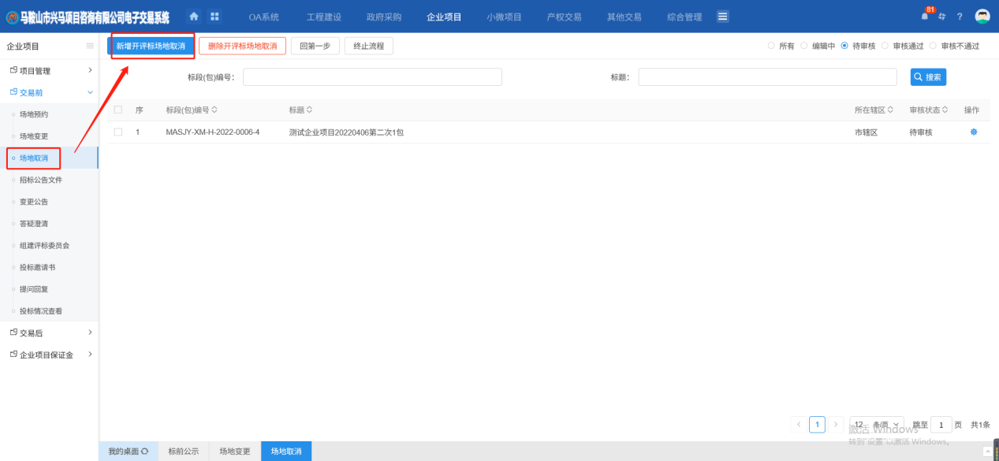 马鞍山市兴马项目咨询有限公司电子交易系统 OA系统 工程建设 政府采购 企业项目 小微项目 产权交易 其他交易 综合管理 81 ?
企业项目
新增开评标场地取消 删除开评标场地取消 回第一步 终止流程 所有 编辑中 待审核 审核通过 审核不通过
项目管理
交易前
场地预约
场地变更
场地取消
招标公告文件
变更公告
答疑澄清
组建评标委员会
投标邀请书
提问回复
投标情况查看
交易后
企业项目保证金
标段(包)编号: 标题: 搜索
序 标段(包)编号 标题 所在辖区 审核状态 操作
1 MASJY-XM-H-2022-0006-4 测试企业项目20220406第二次1包 市辖区 待审核
1 12 条/页 跳至 1 页 共1条
激活 Windows
转到"设置"以激活 Windows。
我的桌面 标前公示 场地变更 场地取消